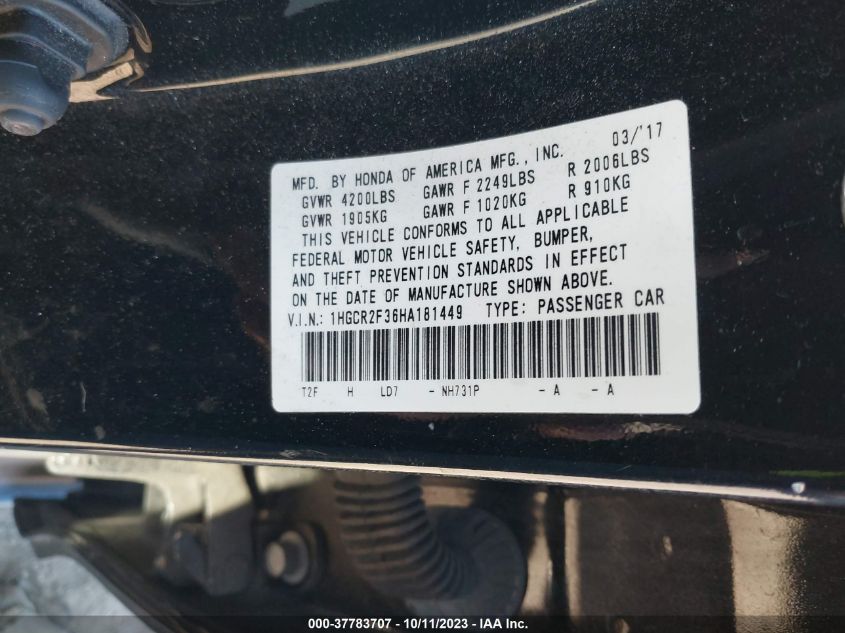 03/'17
MFD. BY HONDA OF AMERICA MFG., INC.
GVWR 4200LBS GAWR F 2249LBS R 2006LBS
GVWR 1905KG GAWR F 1020KG R 910KG
THIS VEHICLE CONFORMS TO ALL APPLICABLE
FEDERAL MOTOR VEHICLE SAFETY, BUMPER,
AND THEFT PREVENTION STANDARDS IN EFFECT
ON THE DATE OF MANUFACTURE SHOWN ABOVE.
V.I.N.: 1HGCR2F36HA181449 TYPE: PASSENGER CAR
T2F H LD7 - NH731P - A - A
000-37783707 - 10/11/2023 - IAA Inc.